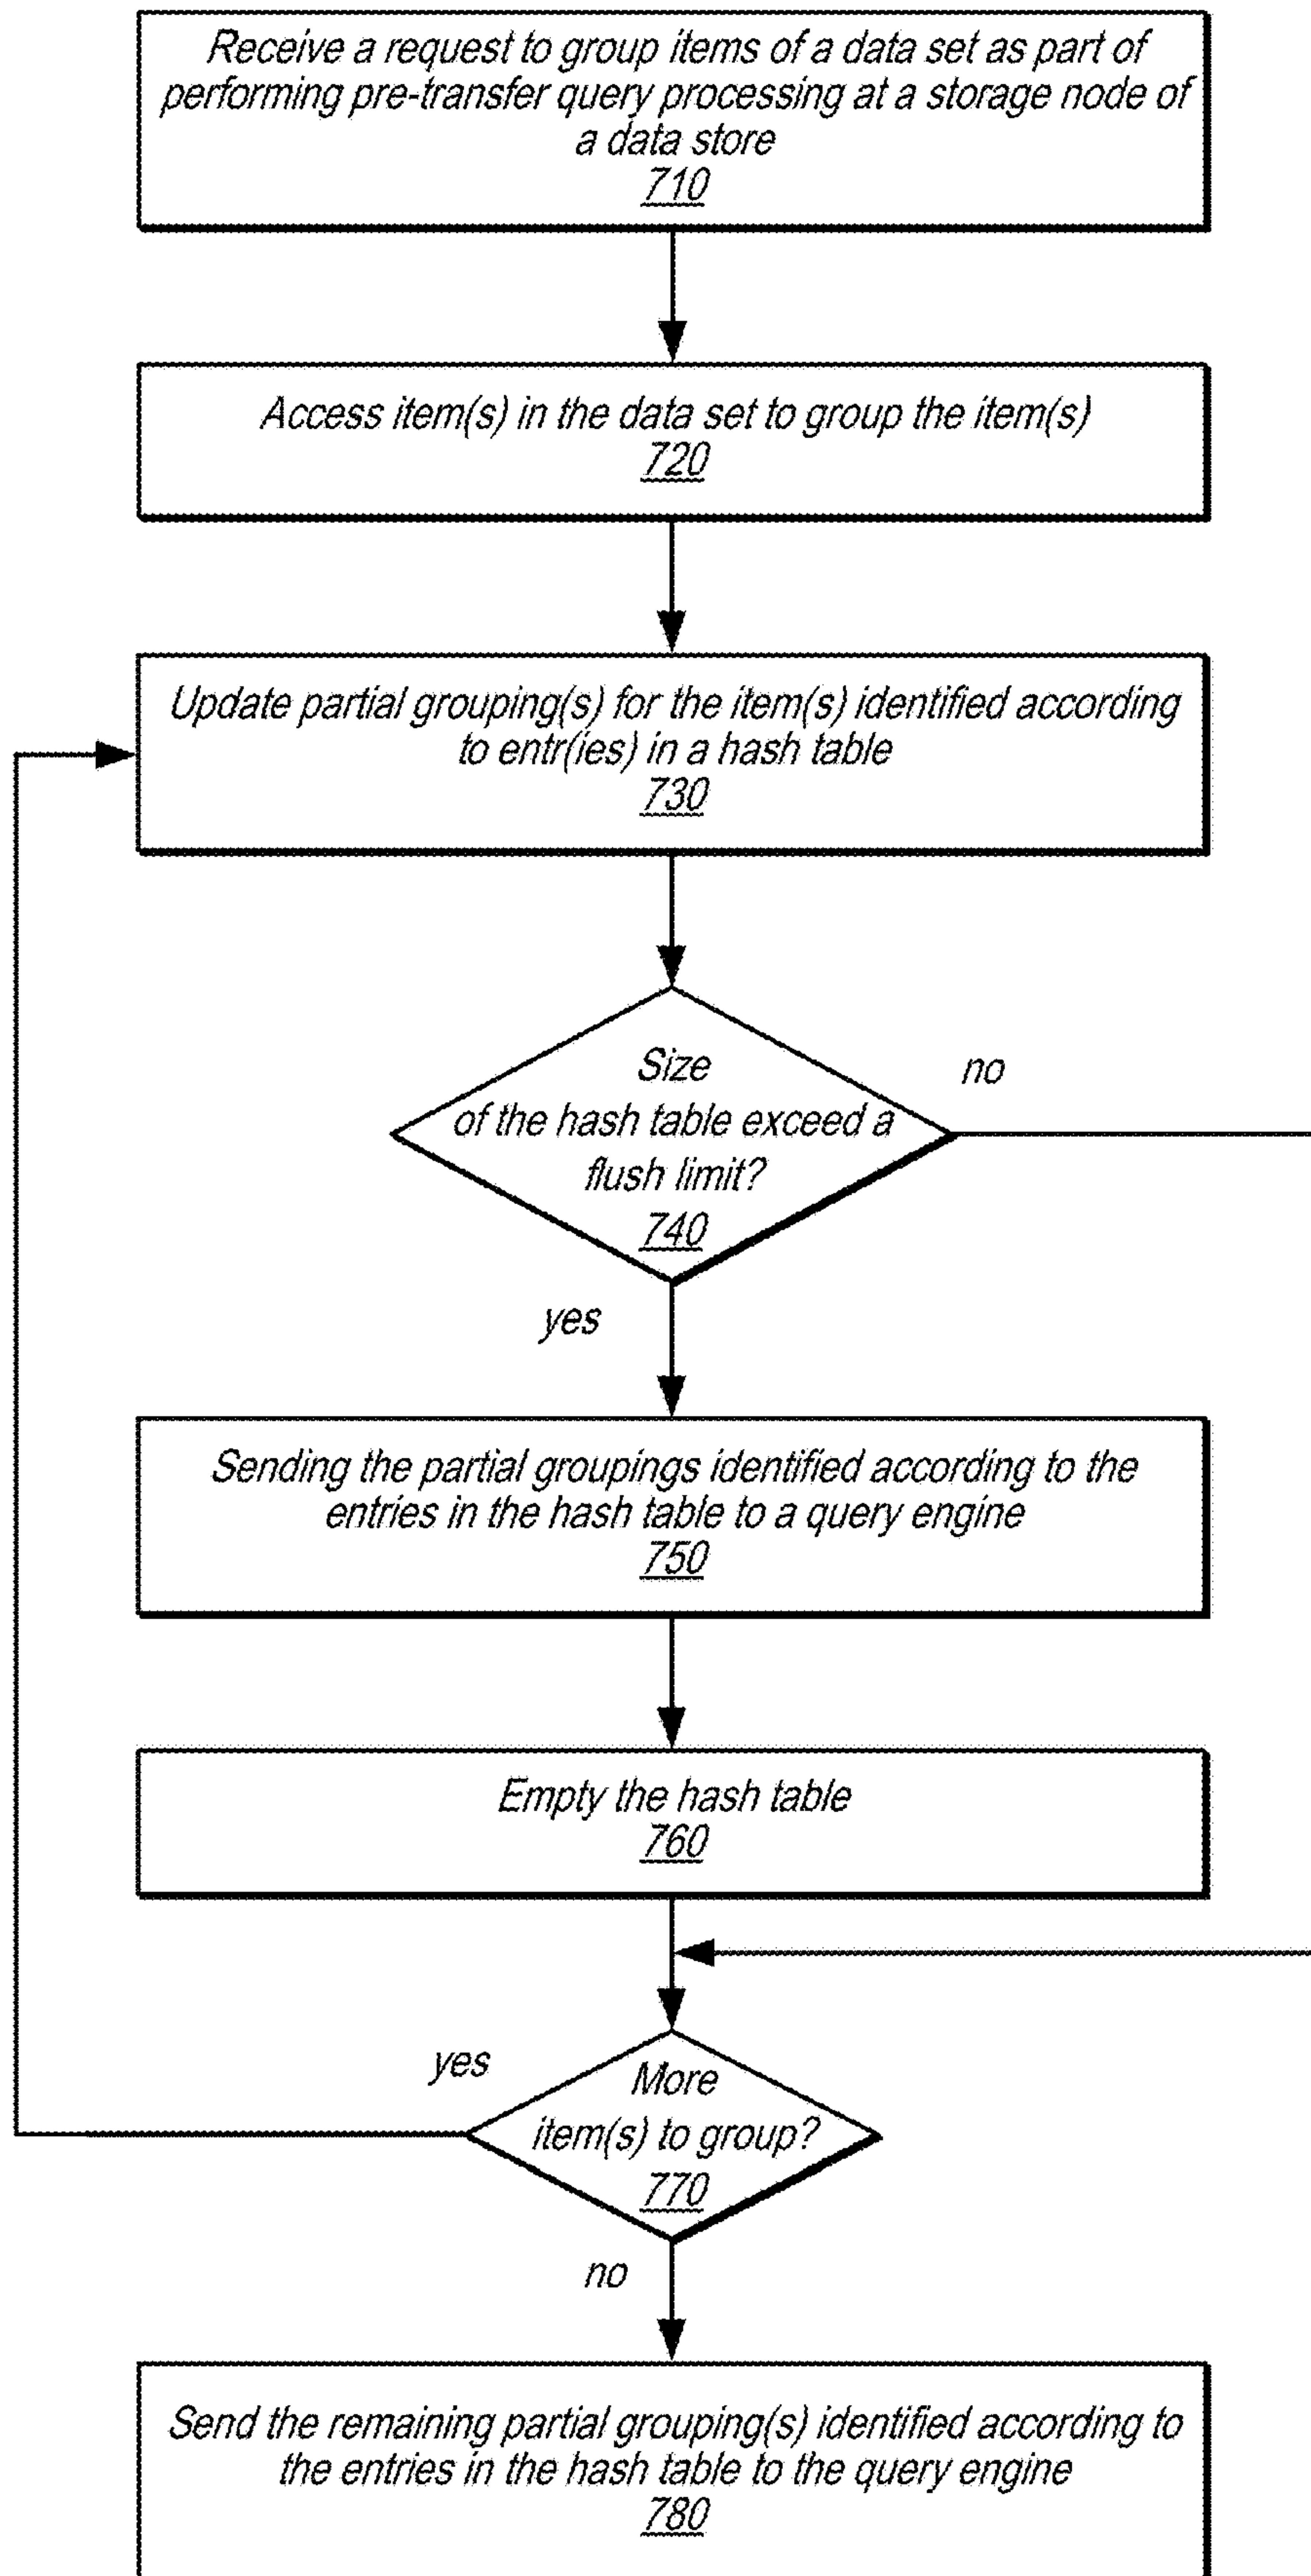 Receive a request to group items of a data set as part of
performing pre-transfer query processing at a storage node of
a data store
710
Access item(s) in the data set to group the item(s)
720
Update partial grouping(s) for the item(s) identified according
to entr(ies) in a hash table
730
Size
of the hash table exceed a
flush limit?
740
no
yes
Sending the partial groupings identified according to the
entries in the hash table to a query engine
750
Empty the hash table
760
yes
More
item(s) to group?
770
no
Send the remaining partial grouping(s) identified according to
the entries in the hash table to the query engine
780